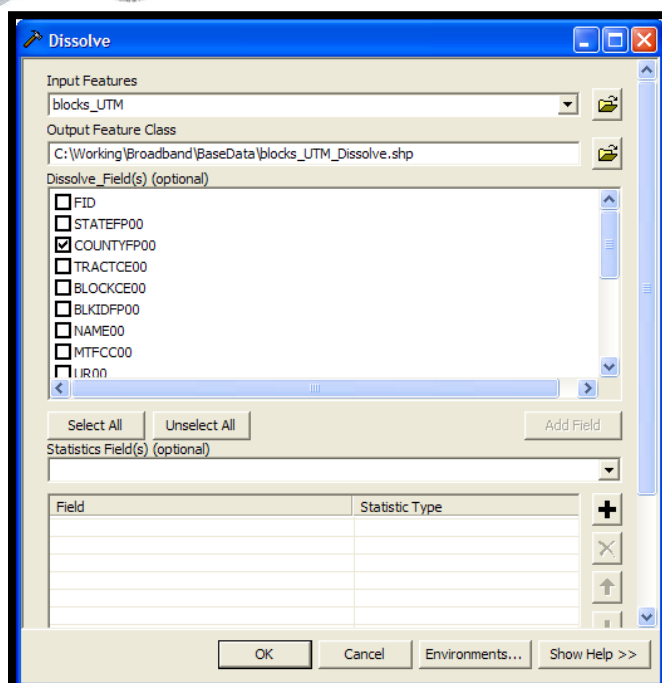 Dissolve
Input Features
blocks_UTM
Output Feature Class
C:\Working\Broadband\BaseData\blocks_UTM_Dissolve.shp
Dissolve_Field(s) (optional)
FID
STATEFP00
COUNTYFP00
TRACTCE00
BLOCKCE00
BLKIDFP00
NAME00
MTFCC00
UR00
Select All Unselect All Add Field
Statistics Field(s) (optional)
Field Statistic Type
OK Cancel Environments... Show Help >>